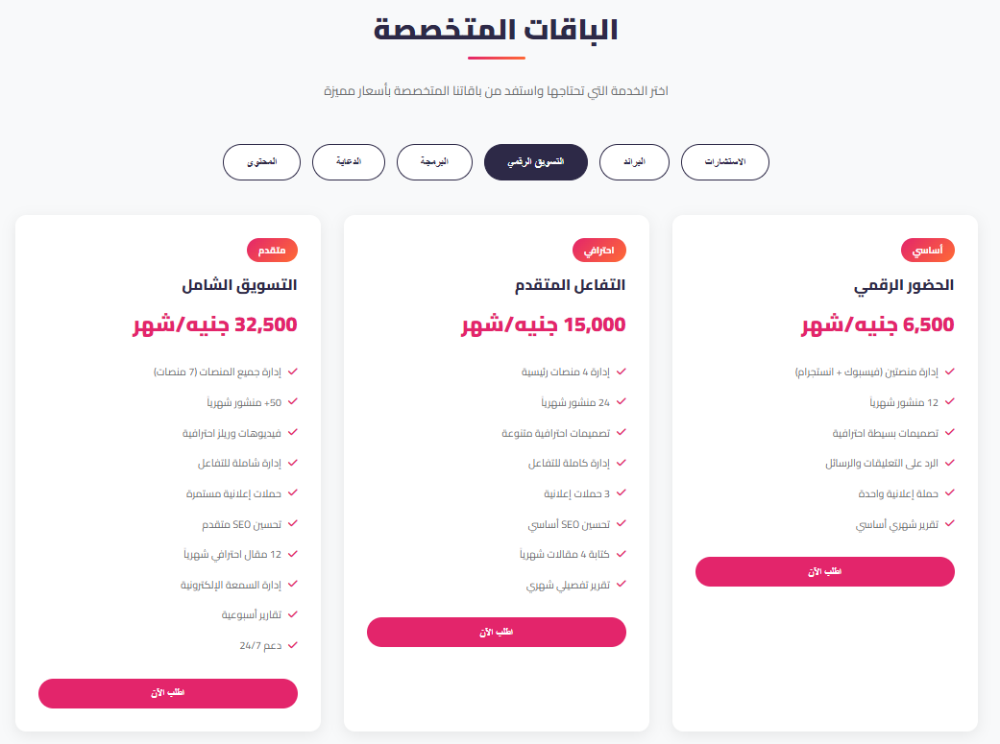 الباقات المتخصصة
اختر الخدمة التي تحتاجها واستفد من باقاتنا المتخصصة بأسعار مميزة
الاستشارات
البراند
التسويق الرقمي
البرمجة
الدعاية
المحتوى
أساسي
الحضور الرقمي
6,500 جنيه/شهر
إدارة منصتين (فيسبوك + انستجرام)
12 منشور شهرياً
تصميمات بسيطة احترافية
الرد على التعليقات والرسائل
حملة إعلانية واحدة
تقرير شهري أساسي
اطلب الآن
احترافي
التفاعل المتقدم
15,000 جنيه/شهر
إدارة 4 منصات رئيسية
24 منشور شهرياً
تصميمات احترافية متنوعة
إدارة كاملة للتفاعل
3 حملات إعلانية
تحسين SEO أساسي
كتابة 4 مقالات شهرياً
تقرير تفصيلي شهري
اطلب الآن
متقدم
التسويق الشامل
32,500 جنيه/شهر
إدارة جميع المنصات (7 منصات)
50+ منشور شهرياً
فيديوهات وريلز احترافية
إدارة شاملة للتفاعل
حملات إعلانية مستمرة
تحسين SEO متقدم
12 مقال احترافي شهرياً
إدارة السمعة الإلكترونية
تقارير أسبوعية
دعم 24/7
اطلب الآن